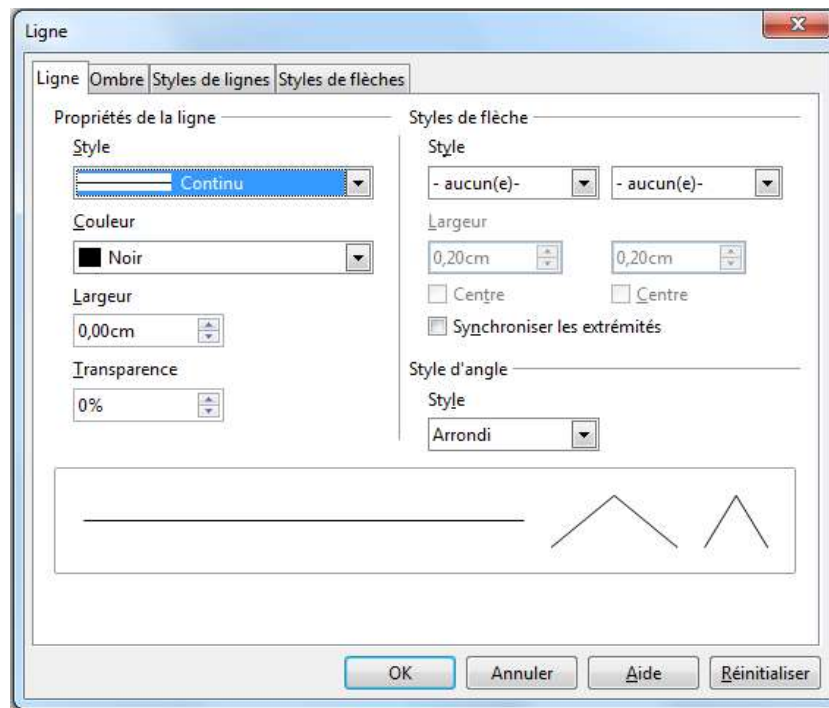 Ligne
Ligne Ombre Styles de lignes Styles de flèches
Propriétés de la ligne
Style
Continu
Couleur
Noir
Largeur
0,00cm
Transparence
0%
Styles de flèche
Style
- aucun(e)- - aucun(e)-
Largeur
0,20cm 0,20cm
Centre Centre
Synchroniser les extrémités
Style d'angle
Style
Arrondi
OK Annuler Aide Réinitialiser